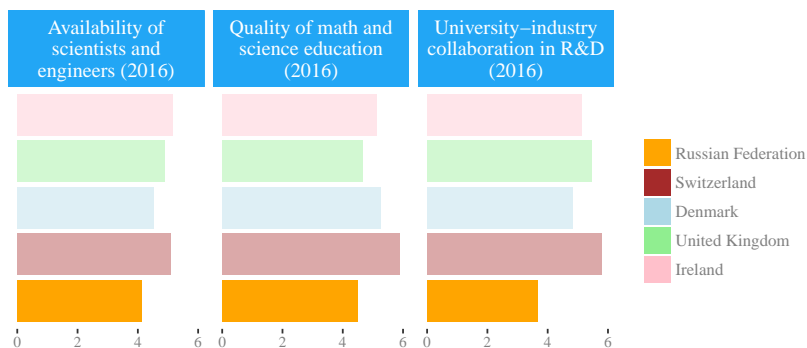 Availability of
scientists and
engineers (2016)
Quality of math and
science education
(2016)
University−industry
collaboration in R&D
(2016)
Russian Federation
Switzerland
Denmark
United Kingdom
Ireland
0 2 4 6
0 2 4 6
0 2 4 6